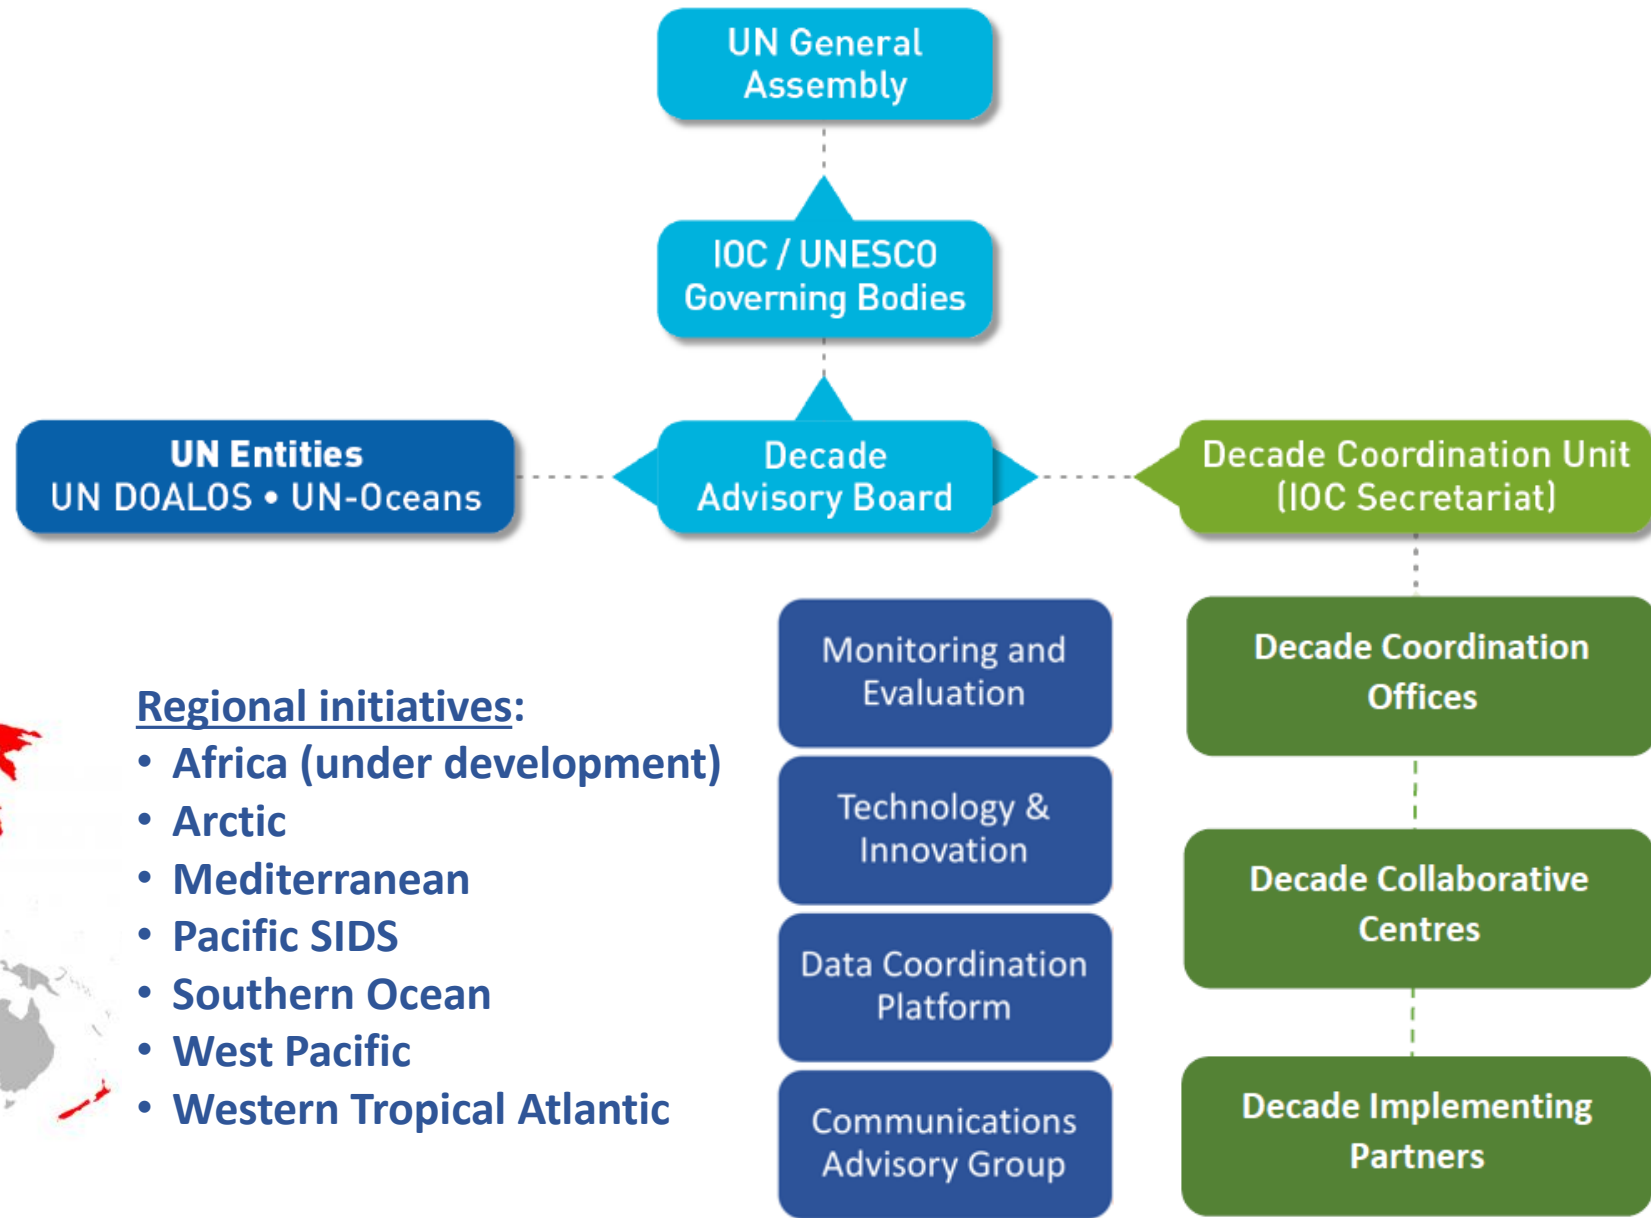 UN General
Assembly
IOC / UNESCO
Governing Bodies
UN Entities
UN DOALOS • UN-Oceans
Decade
Advisory Board
Decade Coordination Unit
(IOC Secretariat)
Regional initiatives:
• Africa (under development)
• Arctic
• Mediterranean
• Pacific SIDS
• Southern Ocean
• West Pacific
• Western Tropical Atlantic
Monitoring and
Evaluation
Technology &
Innovation
Data Coordination
Platform
Communications
Advisory Group
Decade Coordination
Offices
Decade Collaborative
Centres
Decade Implementing
Partners